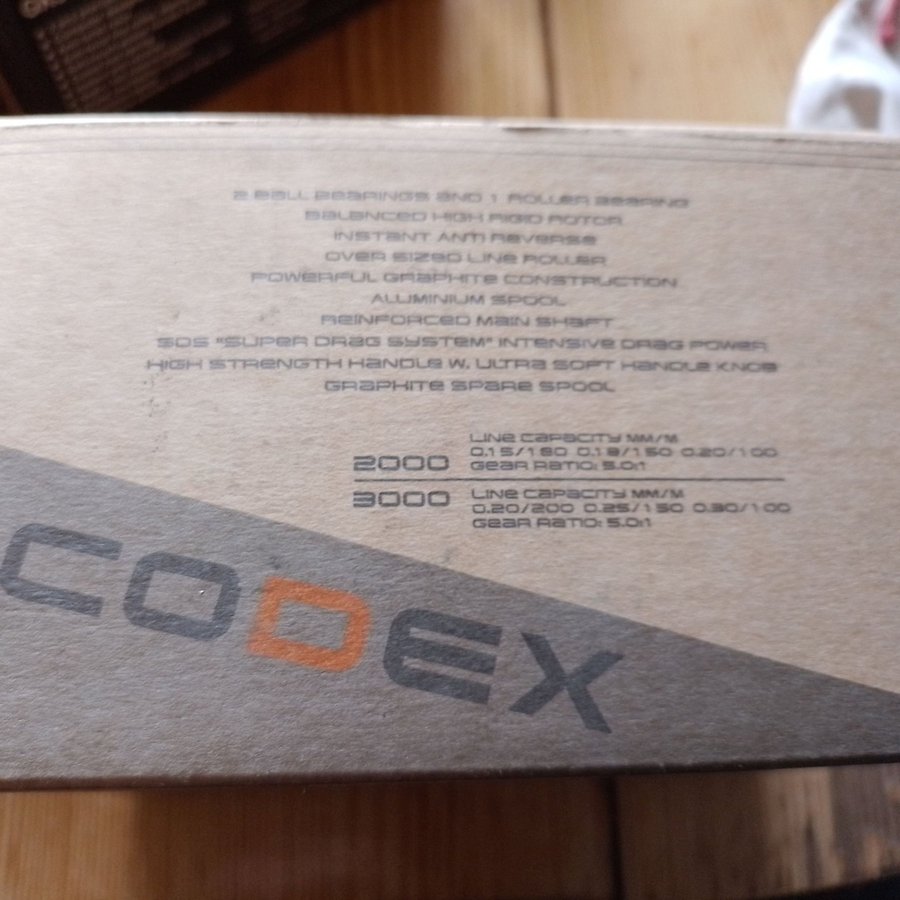 2 BALL BEARINGS AND 1 ROLLER BEARING
BALANCED HIGH RIGID ROTOR
INSTANT ANTI REVERSE
OVER SIZED LINE ROLLER
POWERFUL GRAPHITE CONSTRUCTION
ALUMINIUM SPOOL
REINFORCED MAIN SHAFT
SDS "SUPER DRAG SYSTEM" INTENSIVE DRAG POWER
HIGH STRENGTH HANDLE W. ULTRA SOFT HANDLE KNOB
GRAPHITE SPARE SPOOL
2000
LINE CAPACITY MM/M
0.15/180 0.18/150 0.20/100
GEAR RATIO: 5.0:1
3000
LINE CAPACITY MM/M
0.20/200 0.25/150 0.30/100
GEAR RATIO: 5.0:1
CODEX